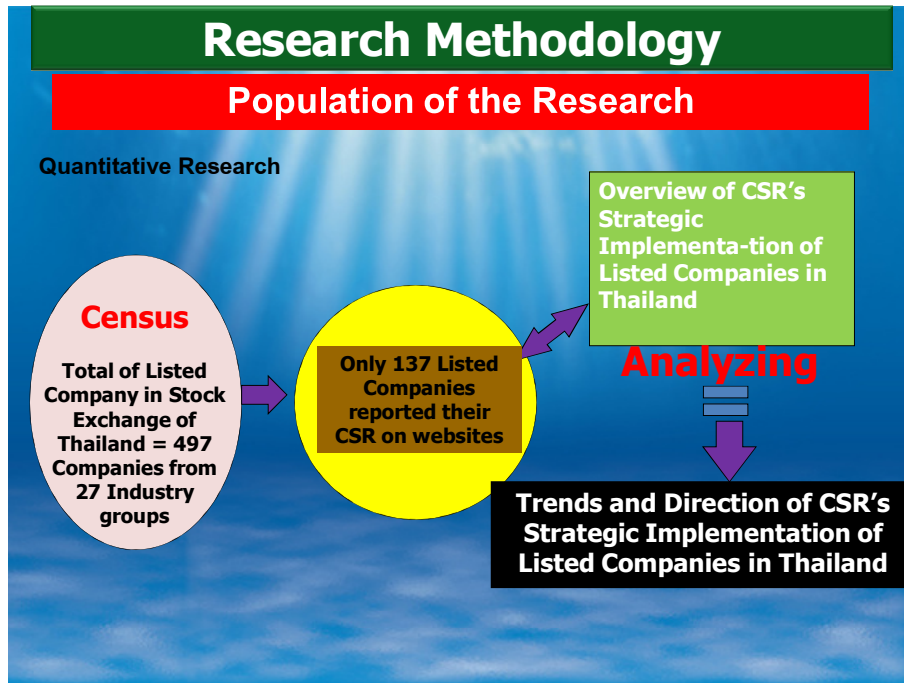 Research Methodology
Population of the Research
Quantitative Research
Census
Total of Listed
Company in Stock
Exchange of
Thailand = 497
Companies from
27 Industry
groups
Only 137 Listed
Companies
reported their
CSR on websites
Overview of CSR’s
Strategic
Implementa-tion of
Listed Companies in
Thailand
Analyzing
Trends and Direction of CSR’s
Strategic Implementation of
Listed Companies in Thailand